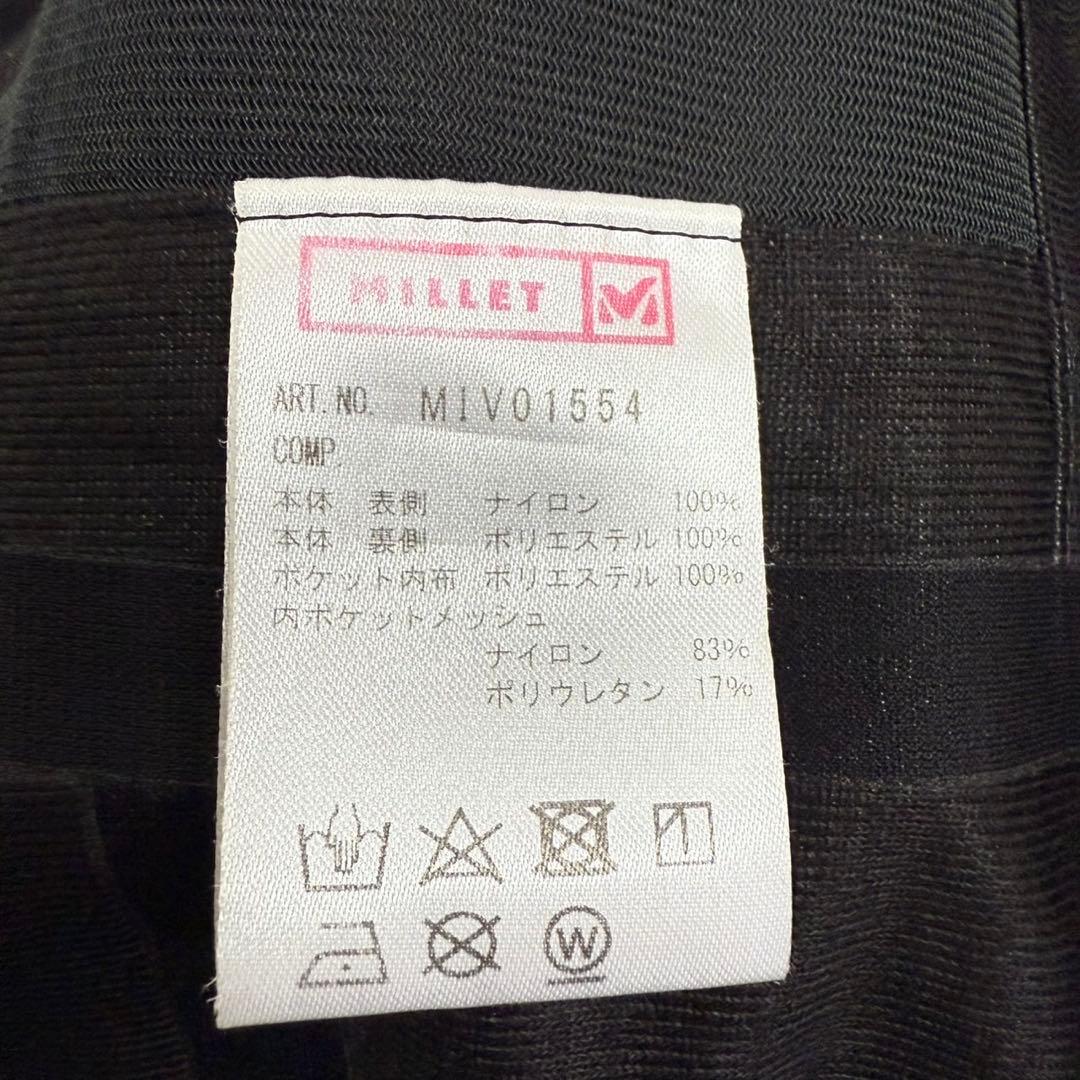 MILLET
ART.NO. MIV01554
COMP.
本体 表側 ナイロン 100%
本体 裏側 ポリエステル 100%
ポケット内布 ポリエステル 100%
内ポケットメッシュ
ナイロン 83%
ポリウレタン 17%
W